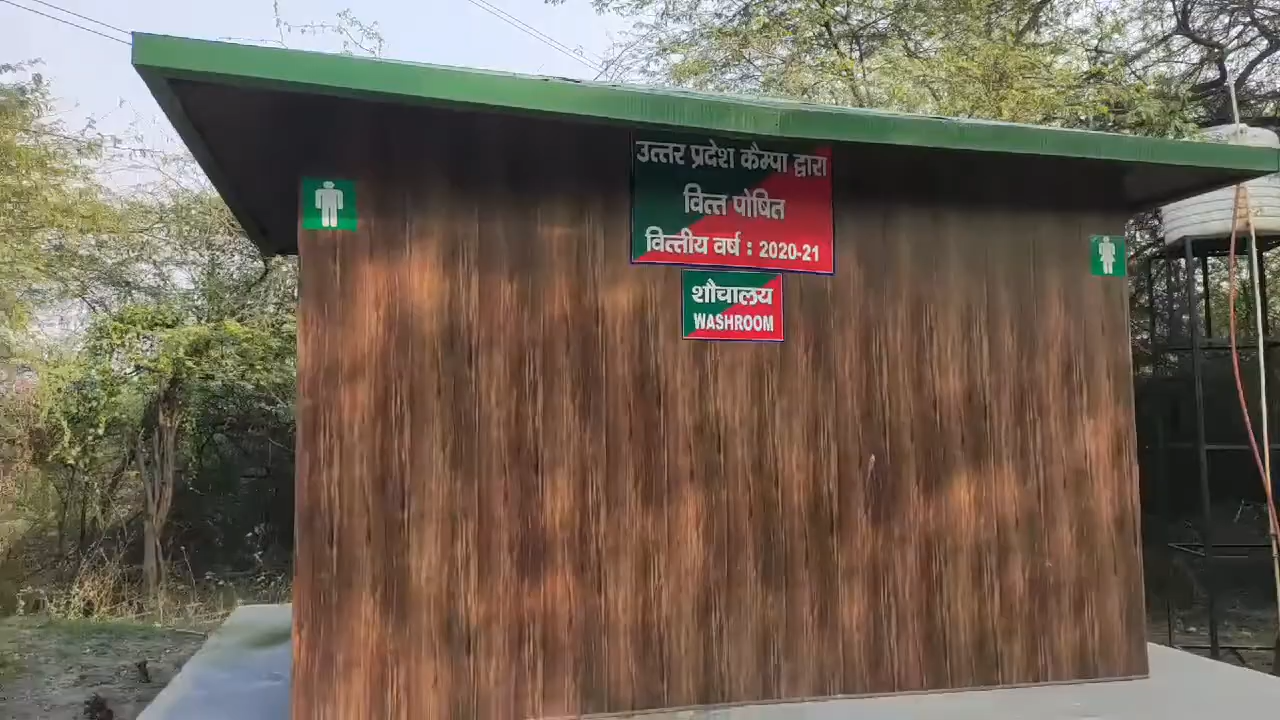 उत्तर प्रदेश कैम्पा द्वारा
वित्त पोषित
वित्तीय वर्ष : 2020-21
शौचालय
WASHROOM